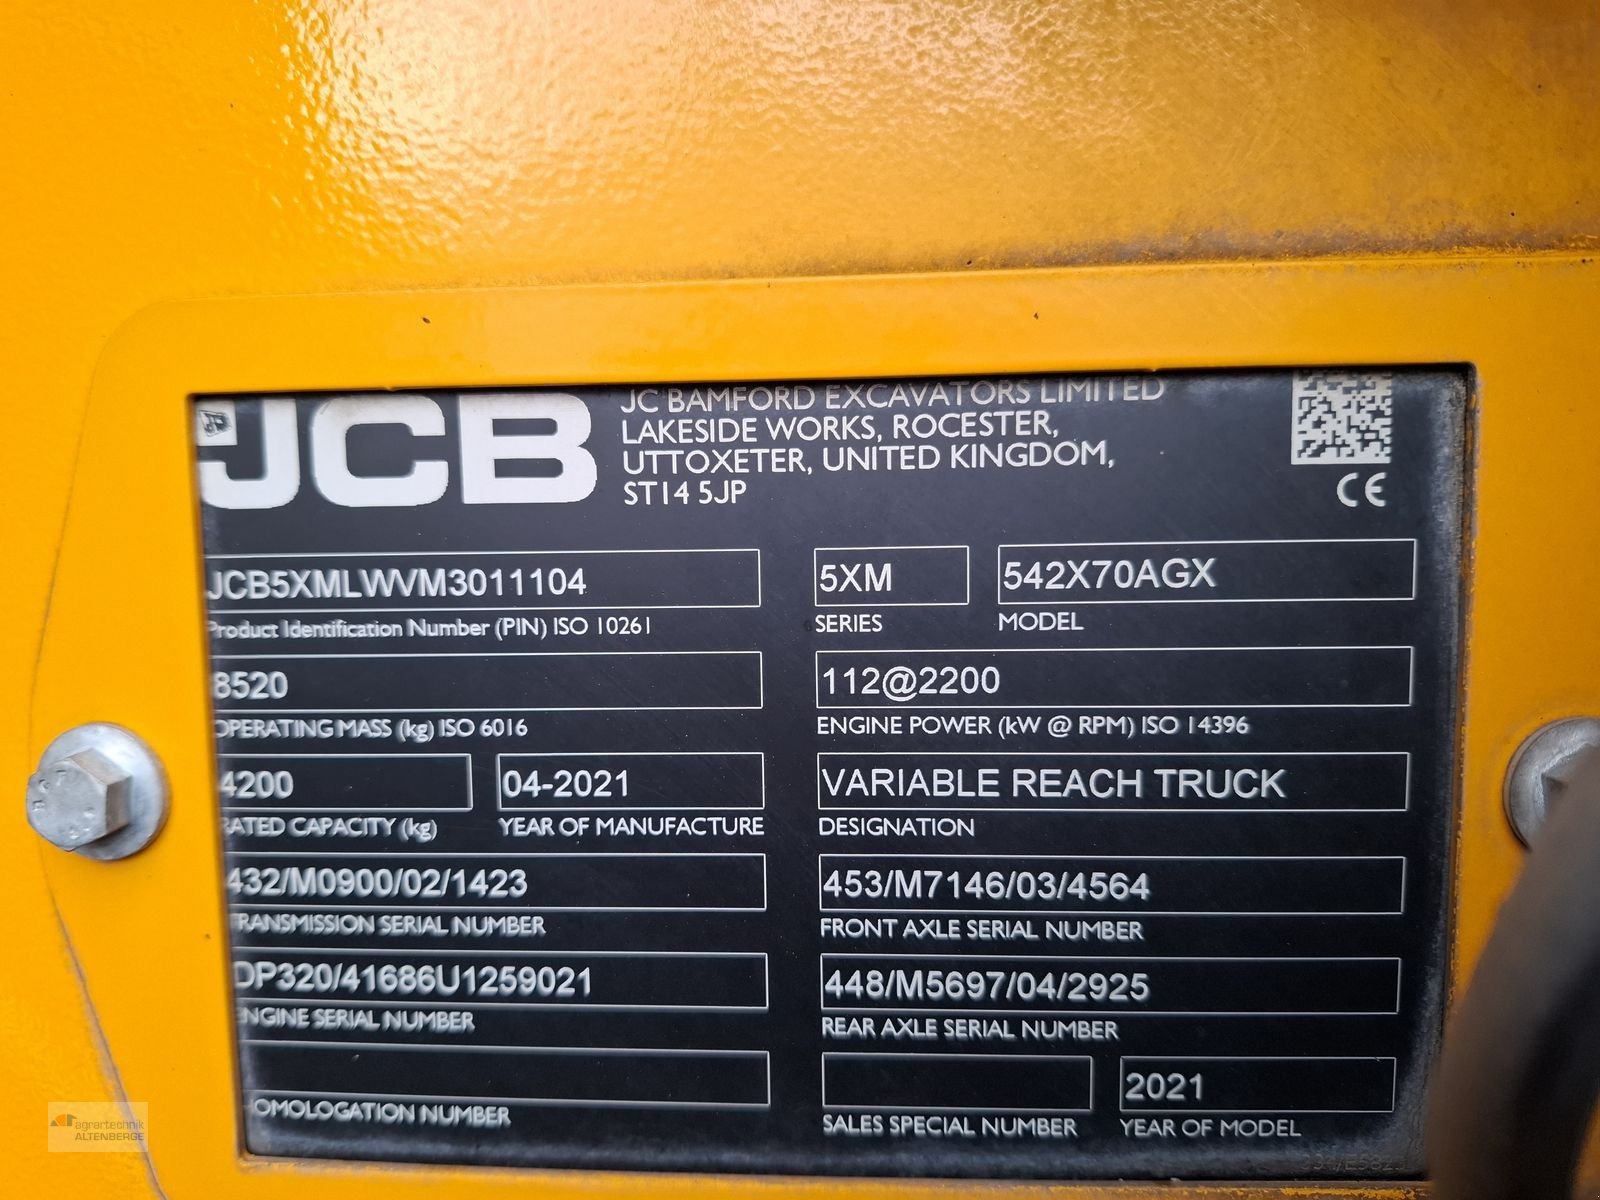 JCB
JC BAMFORD EXCAVATORS LIMITED
LAKESIDE WORKS, ROCESTER,
UTTOXETER, UNITED KINGDOM,
ST14 5JP
CE
JCB5XMLWVM3011104
Product Identification Number (PIN) ISO 10261
5XM
SERIES
542X70AGX
MODEL
8520
OPERATING MASS (kg) ISO 6016
112@2200
ENGINE POWER (kW @ RPM) ISO 14396
4200
RATED CAPACITY (kg)
04-2021
YEAR OF MANUFACTURE
VARIABLE REACH TRUCK
DESIGNATION
432/M0900/02/1423
TRANSMISSION SERIAL NUMBER
453/M7146/03/4564
FRONT AXLE SERIAL NUMBER
DP320/41686U1259021
ENGINE SERIAL NUMBER
448/M5697/04/2925
REAR AXLE SERIAL NUMBER
HOMOLOGATION NUMBER
SALES SPECIAL NUMBER
2021
YEAR OF MODEL
agrartechnik
ALTENBERGE